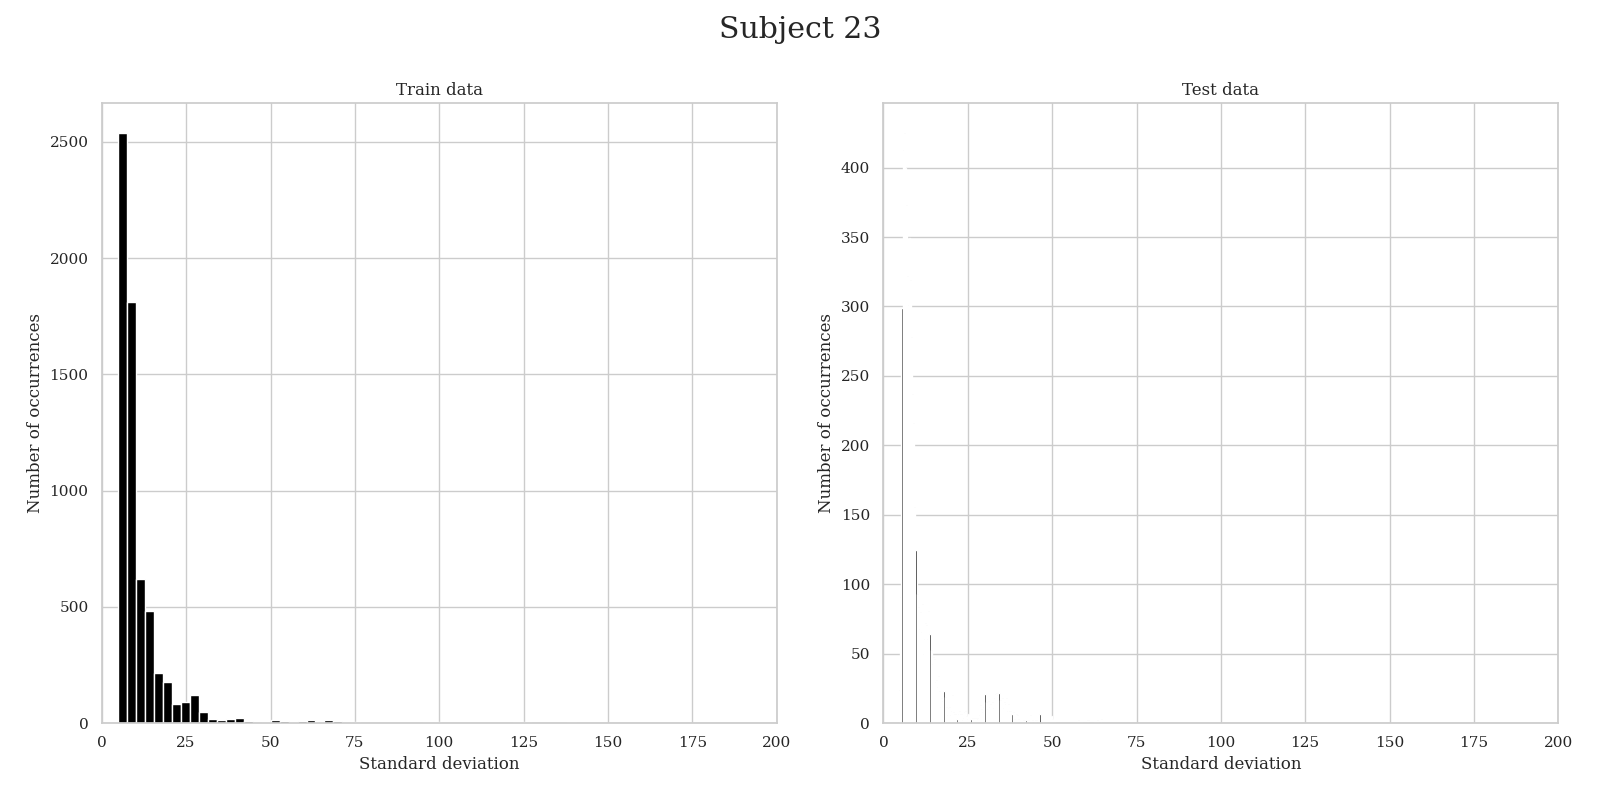 Subject 23
Train data
Number of occurrences
2500
2000
1500
1000
500
0
0 25 50 75 100 125 150 175 200
Standard deviation
Test data
Number of occurrences
400
350
300
250
200
150
100
50
0
0 25 50 75 100 125 150 175 200
Standard deviation